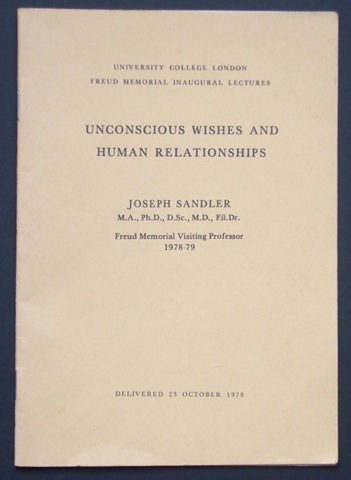 UNIVERSITY COLLEGE LONDON
FREUD MEMORIAL INAUGURAL LECTURES
UNCONSCIOUS WISHES AND
HUMAN RELATIONSHIPS
JOSEPH SANDLER
M.A., Ph.D., D.Sc., M.D., Fil.Dr.
Freud Memorial Visiting Professor
1978-79
DELIVERED 23 OCTOBER 1978